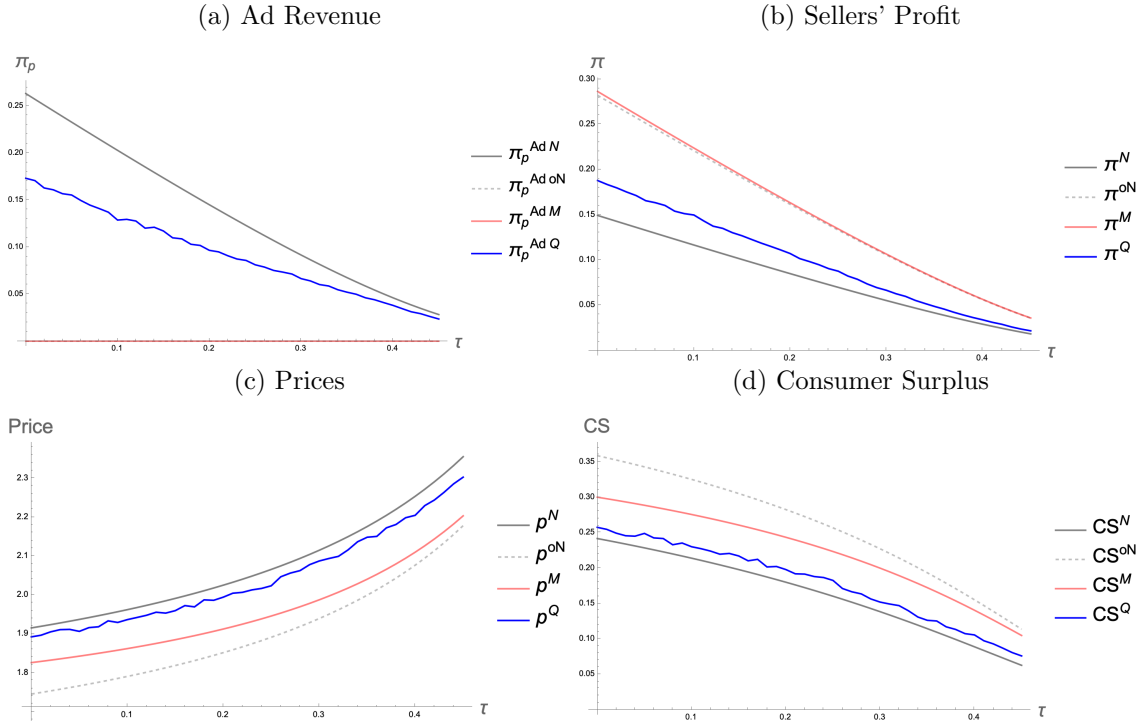 (a) Ad Revenue
π_p
0.25
0.20
0.15
0.10
0.05
0.1
0.2
0.3
0.4
τ
π_p^Ad N
π_p^Ad oN
π_p^Ad M
π_p^Ad Q
(b) Sellers' Profit
π
0.30
0.25
0.20
0.15
0.10
0.05
0.1
0.2
0.3
0.4
τ
π^N
π^oN
π^M
π^Q
(c) Prices
Price
2.3
2.2
2.1
2.0
1.9
1.8
0.1
0.2
0.3
0.4
τ
p^N
p^oN
p^M
p^Q
(d) Consumer Surplus
CS
0.35
0.30
0.25
0.20
0.15
0.10
0.05
0.1
0.2
0.3
0.4
τ
CS^N
CS^oN
CS^M
CS^Q